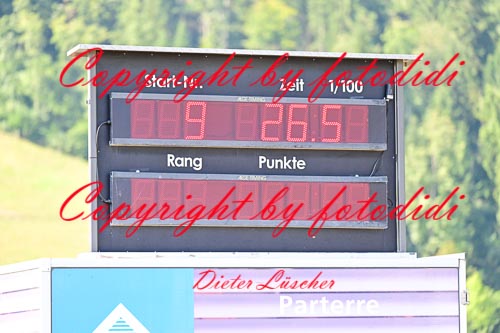 Copyright by fotodidi
Start-Nr. Zeit 1/100
9 26.5
Rang Punkte
Copyright by fotodidi
Dieter Lüscher
Parterre